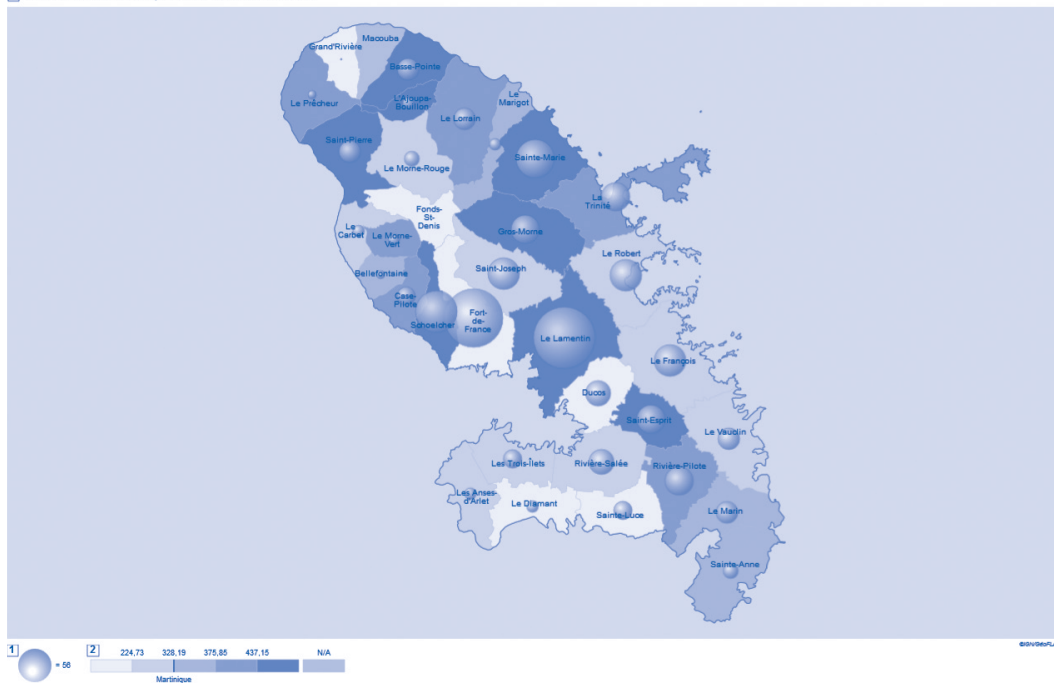 2
Grand'Rivière
Macouba
Basse-Pointe
L'Ajoupa-
Bouillon
Le Prêcheur
Le
Marigot
Le Lorrain
Saint-Pierre
Sainte-Marie
Le Morne-Rouge
La
Trinité
Fonds-
St-
Denis
Le
Carbet
Le Morne-
Vert
Gros-Morne
Le Robert
Bellefontaine
Saint-Joseph
Case-
Pilote
Schoelcher
Fort-
de-
France
Le Lamentin
Le François
Ducos
Saint-Esprit
Le Vauclin
Les Trois-Îlets
Rivière-Salée
Rivière-Pilote
Les Anses-
d'Arlet
Le Diamant
Sainte-Luce
Le Marin
Sainte-Anne
1
= 56
2
224,73 328,19 375,85 437,15 N/A
Martinique